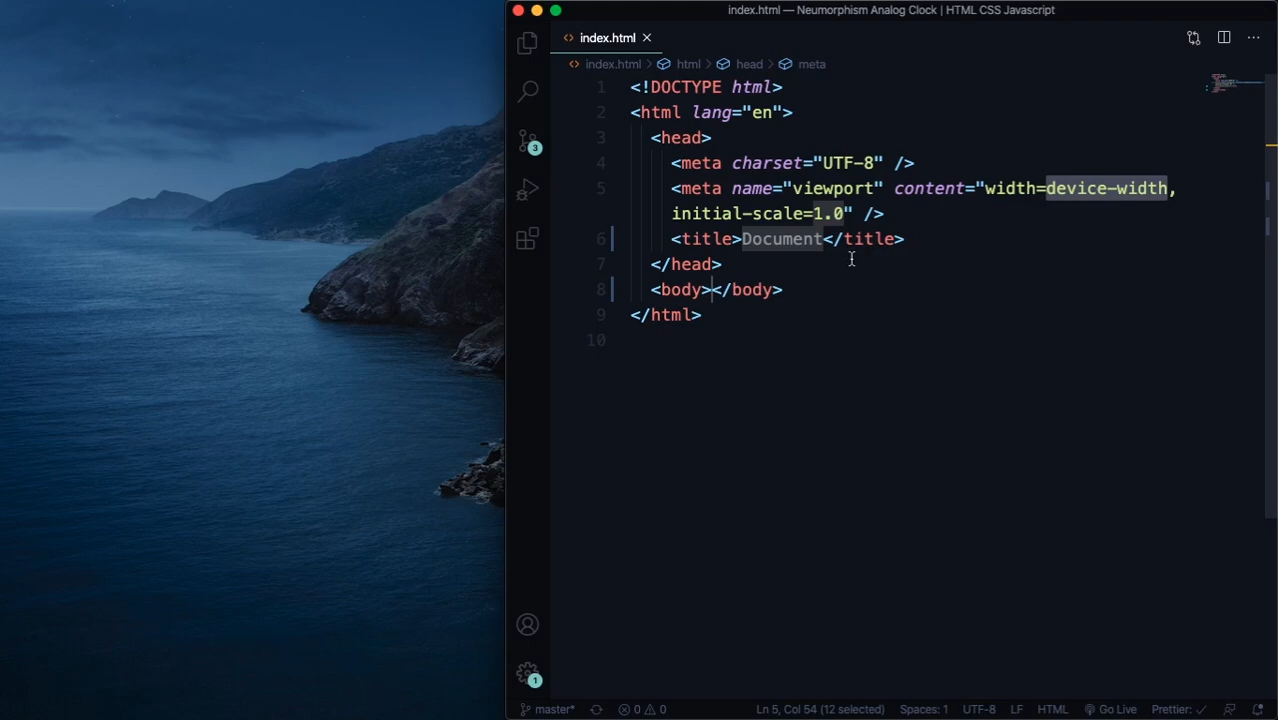 index.html — Neumorphism Analog Clock | HTML CSS Javascript
index.html
index.html > html > head > meta
1 <!DOCTYPE html>
2 <html lang="en">
3 <head>
4 <meta charset="UTF-8" />
5 <meta name="viewport" content="width=device-width,
initial-scale=1.0" />
6 <title>Document</title>
7 </head>
8 <body></body>
9 </html>
10
3
1
master* 0 0 Ln 5, Col 54 (12 selected) Spaces: 1 UTF-8 LF HTML Go Live Prettier: ✓